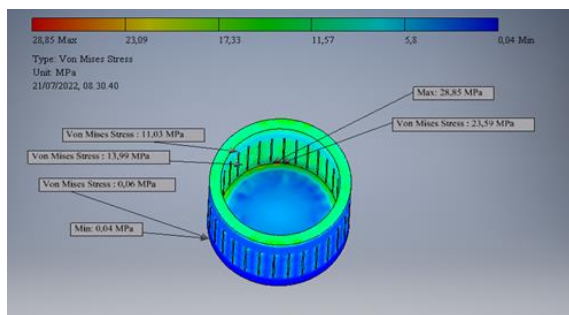 28,85 Max 23,09 17,33 11,57 5,8 0,04 Min
Type: Von Mises Stress
Unit: MPa
21/07/2022, 08.30.40
Max: 28,85 MPa
Von Mises Stress : 23,59 MPa
Von Mises Stress : 11,03 MPa
Von Mises Stress : 13,99 MPa
Von Mises Stress : 0,06 MPa
Min: 0,04 MPa